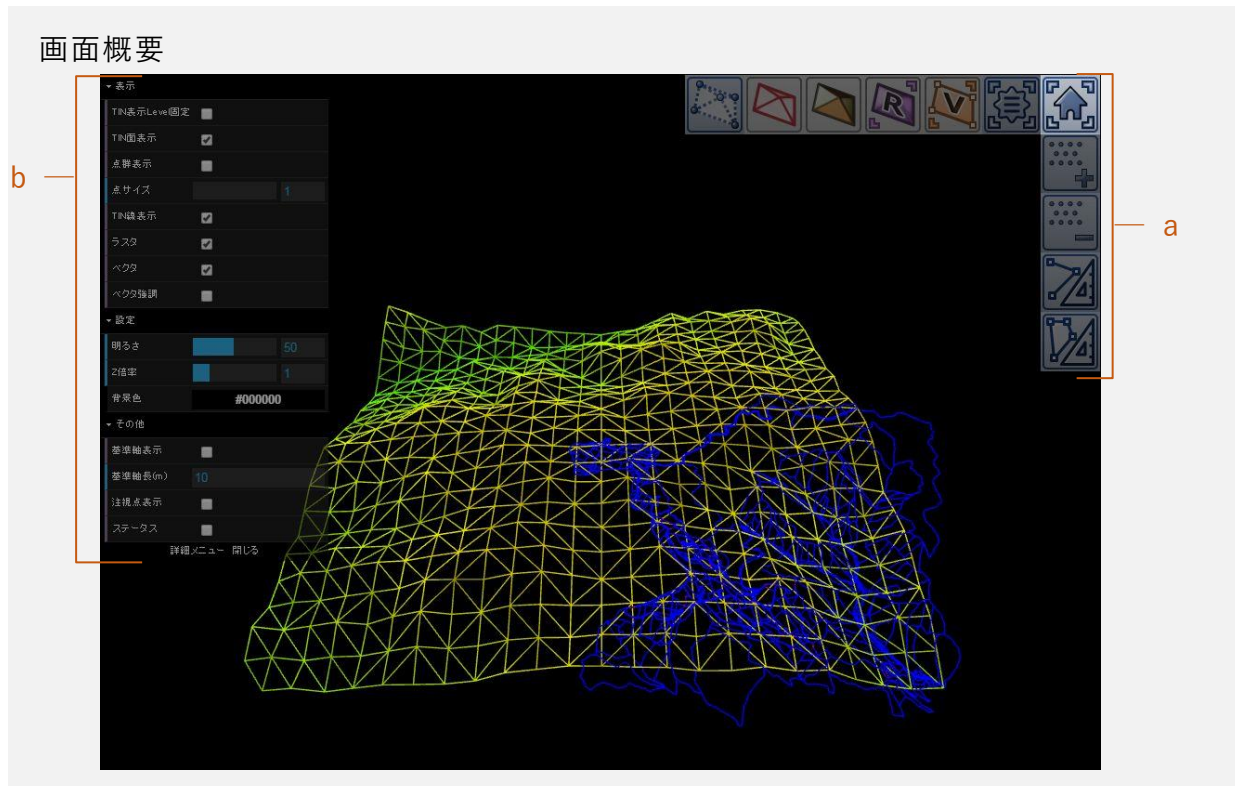 画面概要
b
a
▾ 表示
TIN表示Level固定
TIN面表示
点群表示
点サイズ 1
TIN線表示
ラスタ
ベクタ
ベクタ強調
▾ 設定
明るさ 50
Z倍率 1
背景色 #000000
▾ その他
基準軸表示
基準軸長(m) 10
注視点表示
ステータス
詳細メニュー 閉じる
R
V